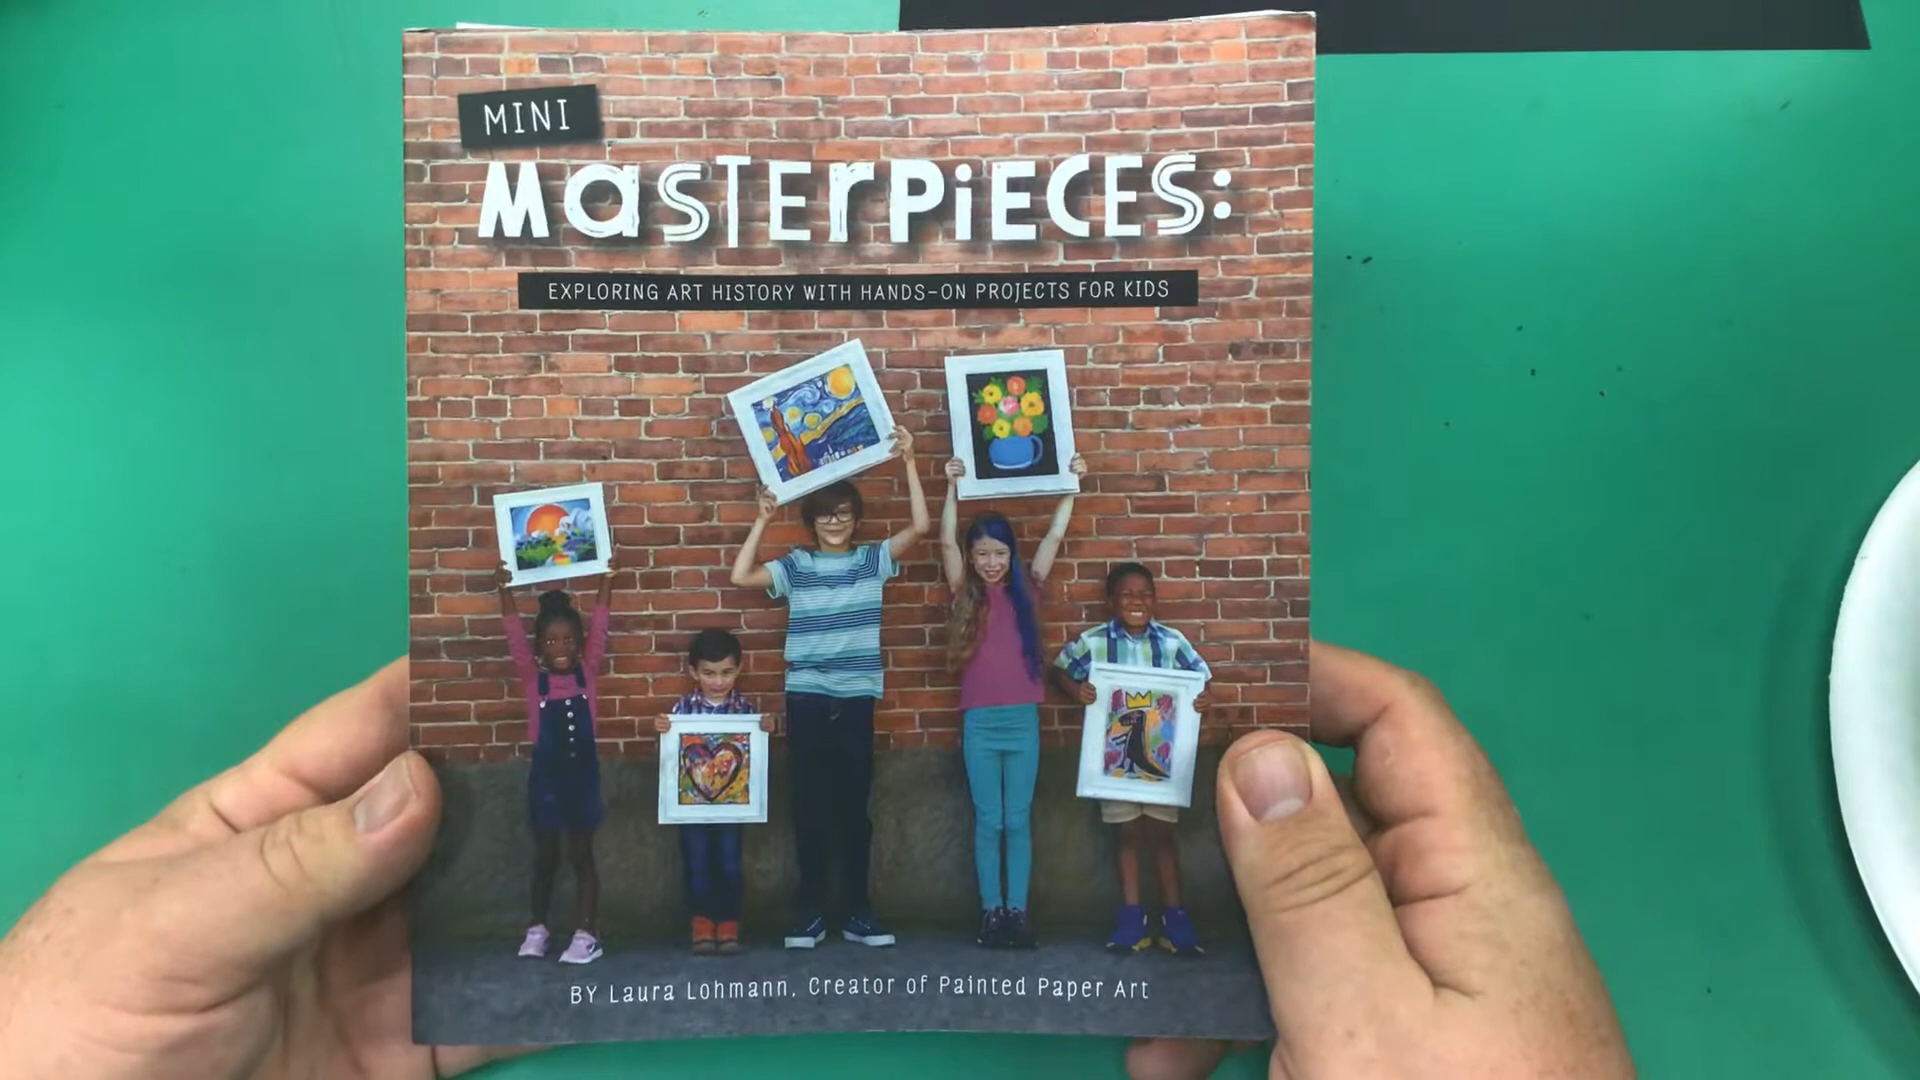 MINI
MasTErPiECES:
EXPLORING ART HISTORY WITH HANDS-ON PROJECTS FOR KIDS
BY Laura Lohmann, Creator of Painted Paper Art